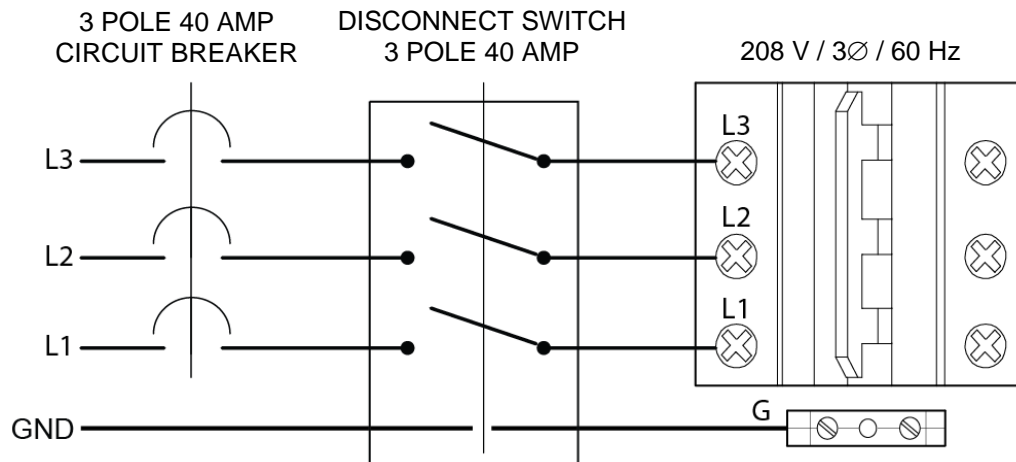 3 POLE 40 AMP
CIRCUIT BREAKER
DISCONNECT SWITCH
3 POLE 40 AMP
208 V / 3∅ / 60 Hz
L3
L3
L2
L2
L1
L1
GND
G